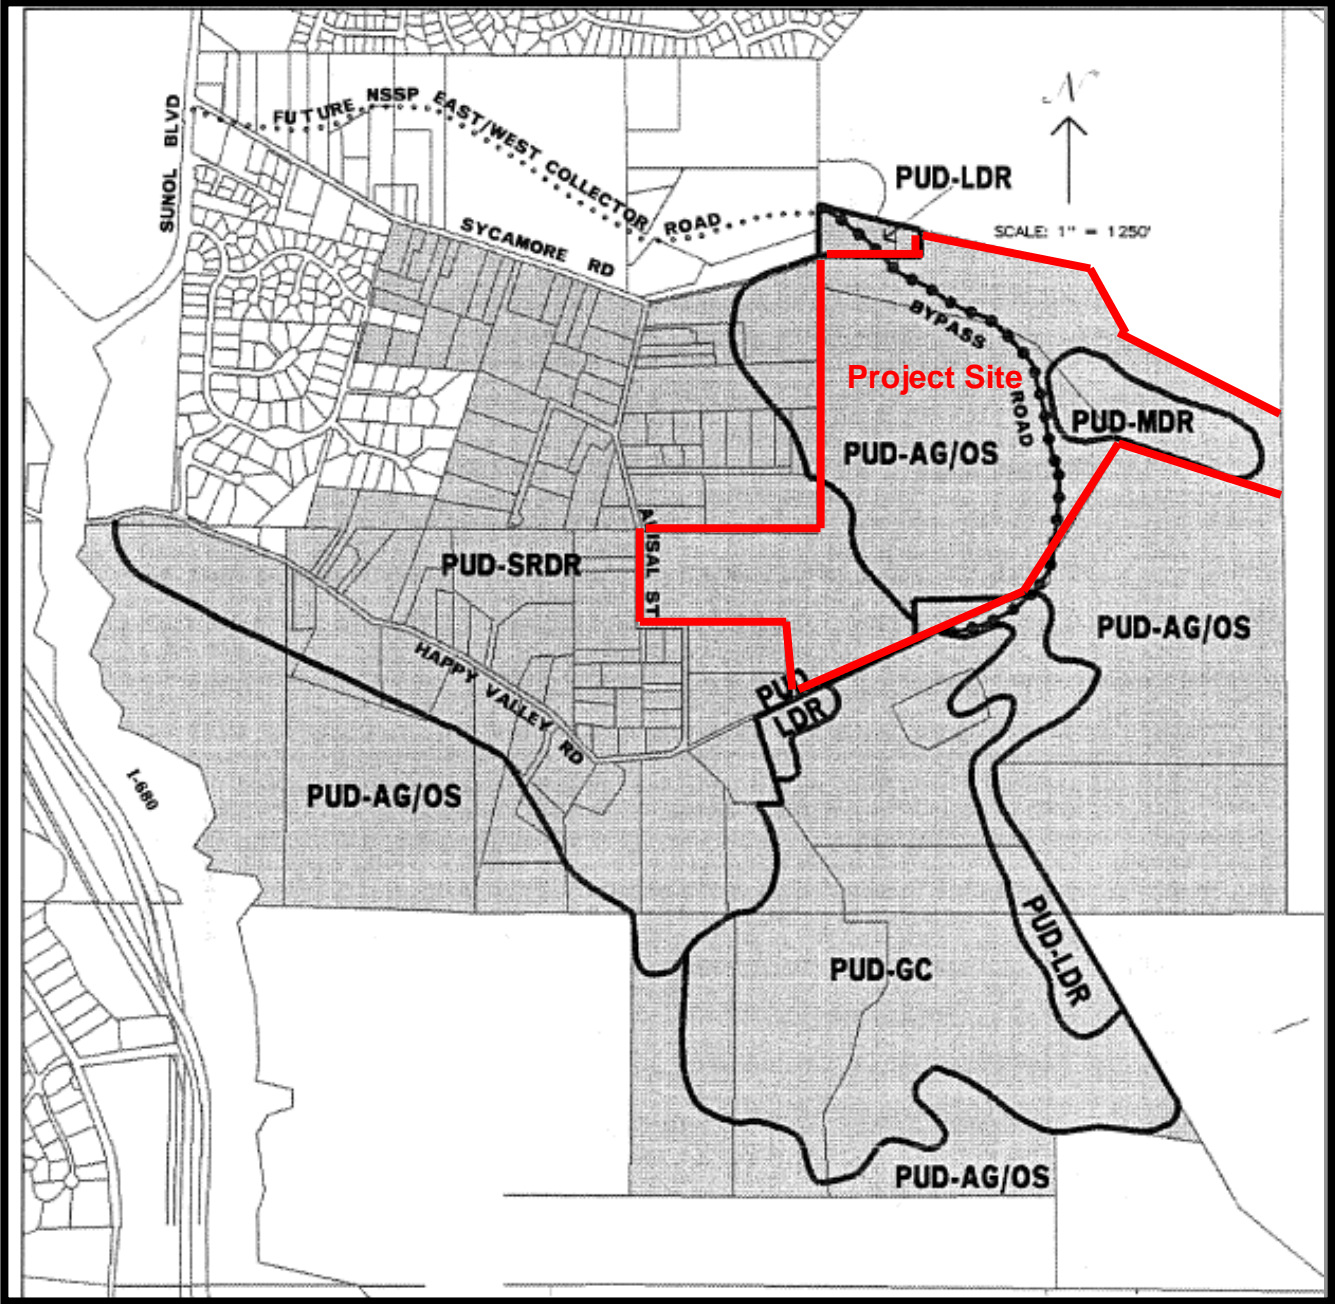 N
SUNOL BLVD
FUTURE NSSP EAST/WEST COLLECTOR ROAD
SYCAMORE RD
PUD-LDR
SCALE: 1" = 1250'
BYPASS ROAD
Project Site
PUD-MDR
PUD-AG/OS
PUD-SRDR
ALISAL ST
PUD-AG/OS
HAPPY VALLEY RD
PUD
LDR
I-680
PUD-AG/OS
PUD-LDR
PUD-GC
PUD-AG/OS